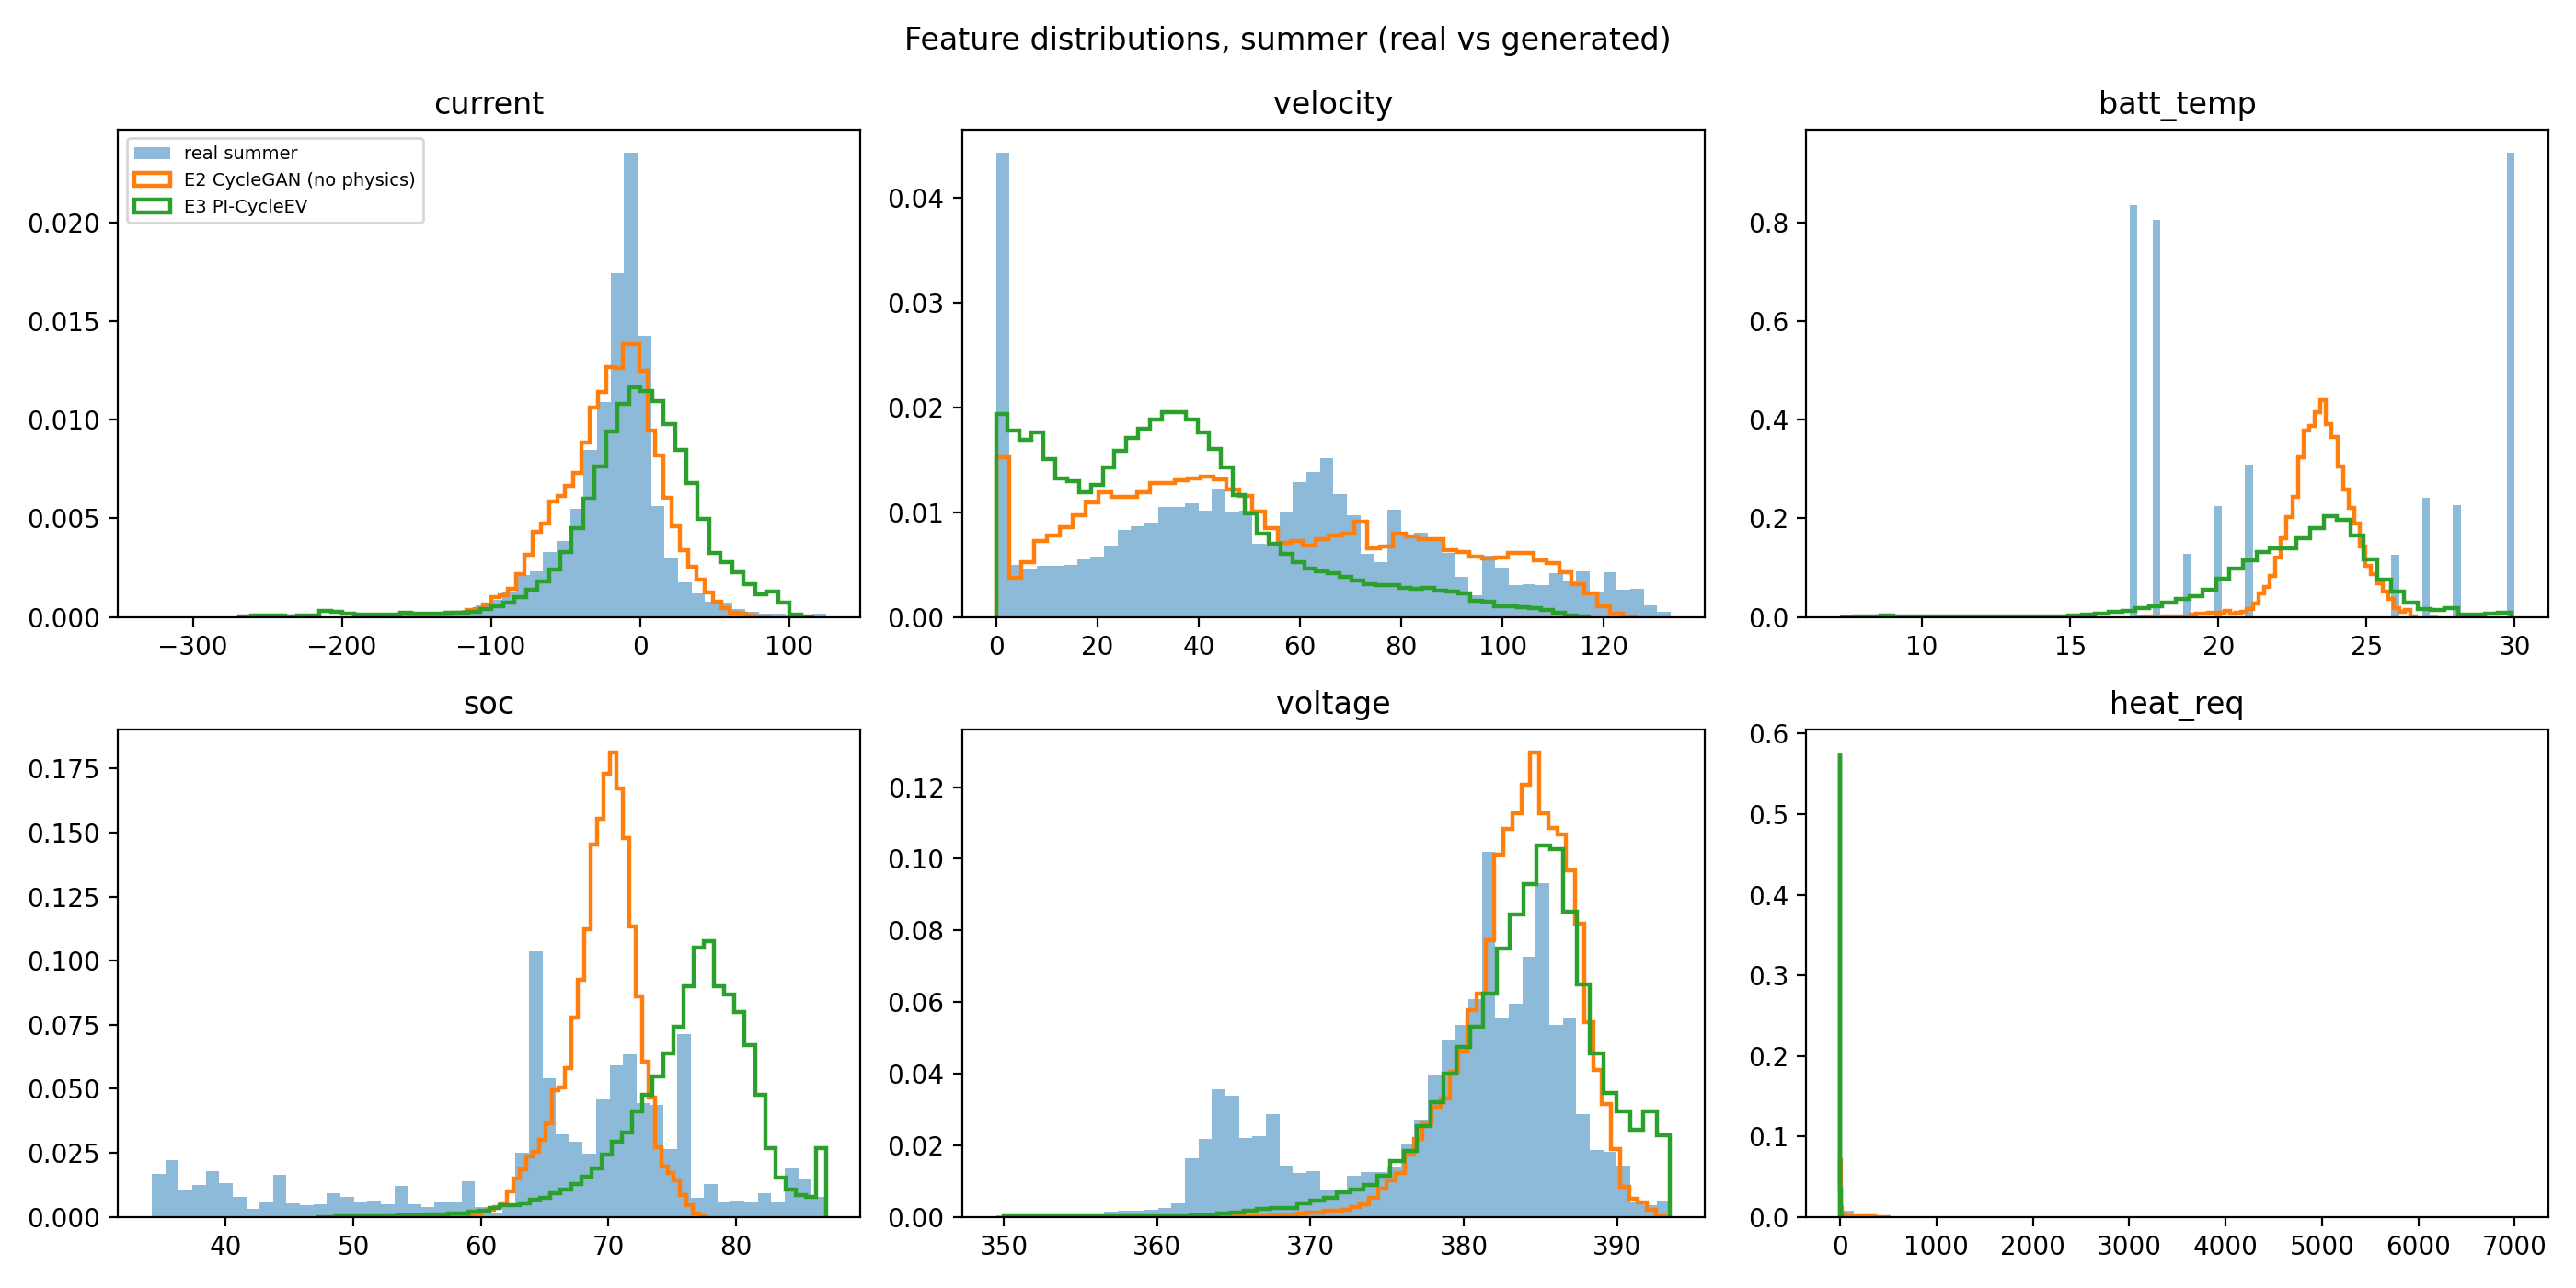 Feature distributions, summer (real vs generated)
current
real summer
E2 CycleGAN (no physics)
E3 PI-CycleEV
0.020
0.015
0.010
0.005
0.000
−300 −200 −100 0 100
velocity
0.04
0.03
0.02
0.01
0.00
0 20 40 60 80 100 120
batt_temp
0.8
0.6
0.4
0.2
0.0
10 15 20 25 30
soc
0.175
0.150
0.125
0.100
0.075
0.050
0.025
0.000
40 50 60 70 80
voltage
0.12
0.10
0.08
0.06
0.04
0.02
0.00
350 360 370 380 390
heat_req
0.6
0.5
0.4
0.3
0.2
0.1
0.0
0 1000 2000 3000 4000 5000 6000 7000